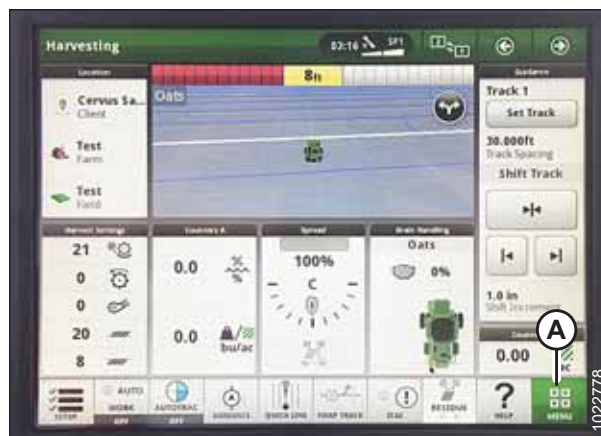 Harvesting
03:16
SF1
Location
8ft
Guidance
Cervus Sa...
Client
Oats
Track 1
Set Track
Test
Farm
30.000ft
Track Spacing
Shift Track
Test
Field
Harvest Settings
Counters A
Spread
Grain Handling
21
0
0
20
8
0.0
%
%
0.0
bu/ac
100%
C
Oats
0%
1.0 in
Shift Increment
A
0.00
SETUP
AUTO
WORK
OFF
AUTOTRAC
OFF
GUIDANCE
QUICK LINE
SWAP TRACK
RESIDUE
?
HELP
MENU
1022778